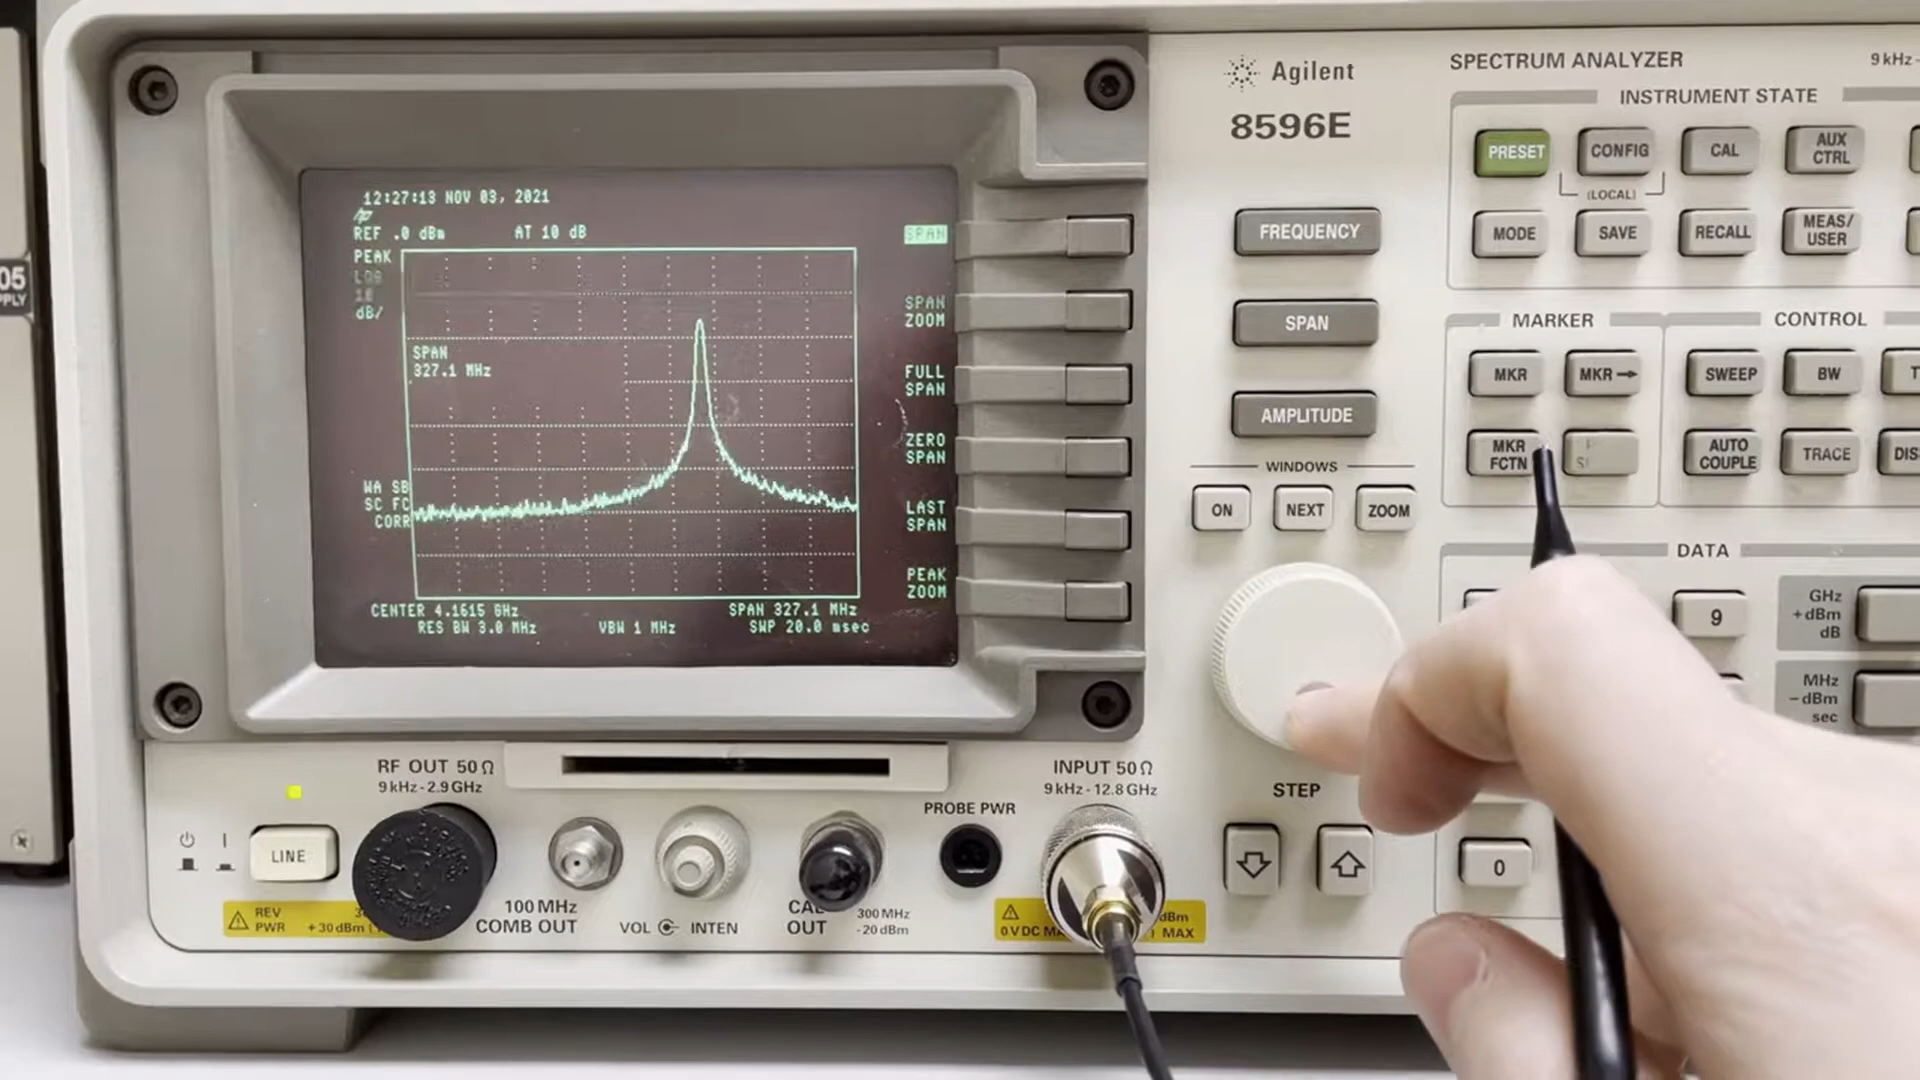 05
PPLY
12:27:13 NOV 03, 2021
hp
REF .0 dBm AT 10 dB
PEAK
LOG
10
dB/
SPAN
327.1 MHz
WA SB
SC FC
CORR
CENTER 4.1615 GHz SPAN 327.1 MHz
RES BW 3.0 MHz VBW 1 MHz SWP 20.0 msec
SPAN
SPAN
ZOOM
FULL
SPAN
ZERO
SPAN
LAST
SPAN
PEAK
ZOOM
Agilent
8596E
SPECTRUM ANALYZER
9 kHz -
INSTRUMENT STATE
PRESET
CONFIG
CAL
AUX
CTRL
(LOCAL)
MODE
SAVE
RECALL
MEAS/
USER
FREQUENCY
SPAN
AMPLITUDE
WINDOWS
ON
NEXT
ZOOM
MARKER
MKR
MKR→
MKR
FCTN
CONTROL
SWEEP
BW
AUTO
COUPLE
TRACE
DIS
DATA
9
0
GHz
+dBm
dB
MHz
-dBm
sec
STEP
LINE
RF OUT 50Ω
9 kHz - 2.9 GHz
REV
PWR +30 dBm
100 MHz
COMB OUT
VOL INTEN
CAL
OUT
300 MHz
-20 dBm
PROBE PWR
INPUT 50Ω
9 kHz - 12.8 GHz
dBm
0 V DC MAX